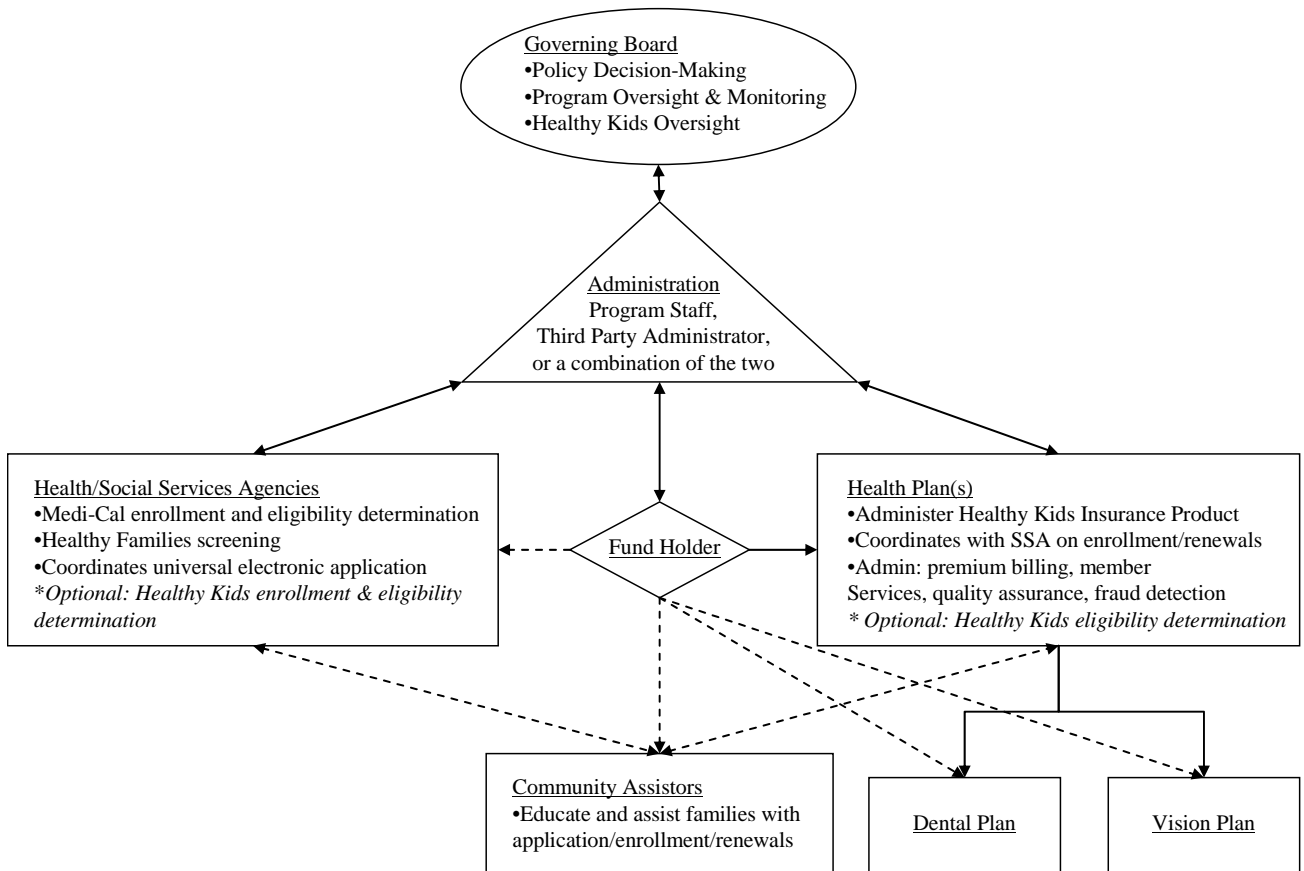 Governing Board
•Policy Decision-Making
•Program Oversight & Monitoring
•Healthy Kids Oversight
Administration
Program Staff,
Third Party Administrator,
or a combination of the two
Health/Social Services Agencies
•Medi-Cal enrollment and eligibility determination
•Healthy Families screening
•Coordinates universal electronic application
*Optional: Healthy Kids enrollment & eligibility
determination
Fund Holder
Health Plan(s)
•Administer Healthy Kids Insurance Product
•Coordinates with SSA on enrollment/renewals
•Admin: premium billing, member
Services, quality assurance, fraud detection
* Optional: Healthy Kids eligibility determination
Community Assistors
•Educate and assist families with
application/enrollment/renewals
Dental Plan
Vision Plan